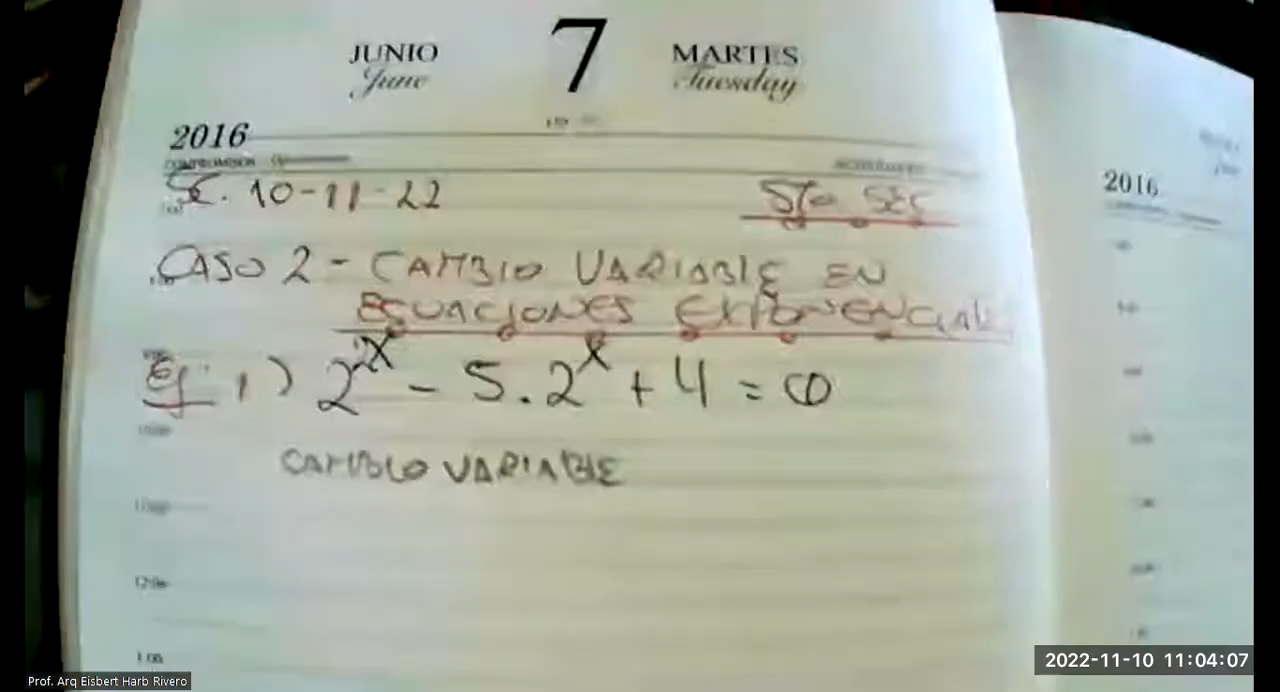 JUNIO 7 MARTES
June Tuesday
2016
2016
10-11-22 5to Sec
CASO 2 - CAMBIO VARIABLE EN
ECUACIONES EXPONENCIALES
Ej: 1) 2^{2x} - 5.2^x + 4 = 0
CAMBIO VARIABLE
1:00
2022-11-10 11:04:07
Prof. Arq Eisbert Harb Rivero